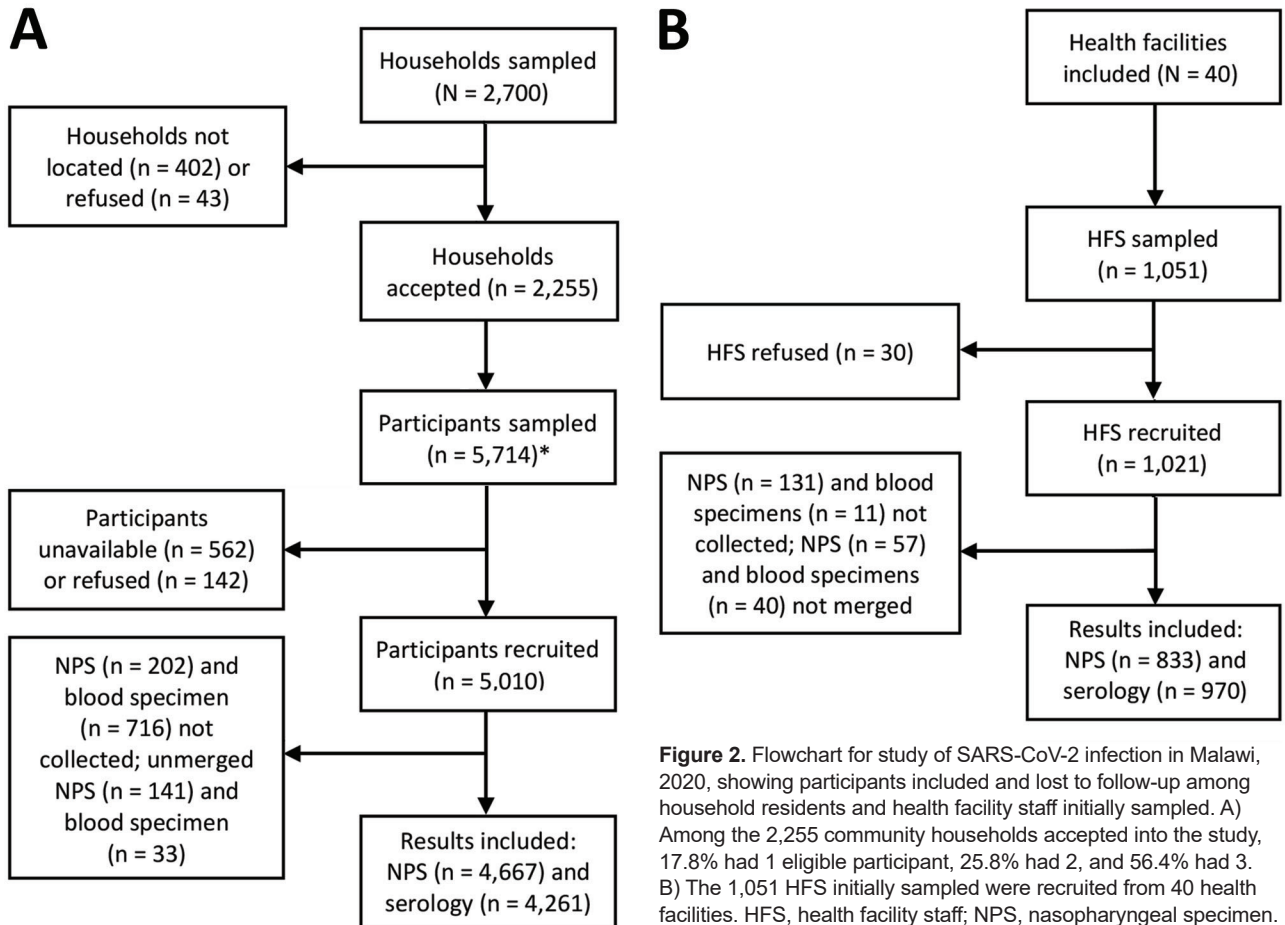 A
Households sampled
(N = 2,700)
Households not
located (n = 402) or
refused (n = 43)
Households
accepted (n = 2,255)
Participants sampled
(n = 5,714)*
Participants
unavailable (n = 562)
or refused (n = 142)
Participants recruited
(n = 5,010)
NPS (n = 202) and
blood specimen
(n = 716) not
collected; unmerged
NPS (n = 141) and
blood specimen
(n = 33)
Results included:
NPS (n = 4,667) and
serology (n = 4,261)
B
Health facilities
included (N = 40)
HFS sampled
(n = 1,051)
HFS refused (n = 30)
HFS recruited
(n = 1,021)
NPS (n = 131) and blood
specimens (n = 11) not
collected; NPS (n = 57)
and blood specimens
(n = 40) not merged
Results included:
NPS (n = 833) and
serology (n = 970)
Figure 2. Flowchart for study of SARS-CoV-2 infection in Malawi,
2020, showing participants included and lost to follow-up among
household residents and health facility staff initially sampled. A)
Among the 2,255 community households accepted into the study,
17.8% had 1 eligible participant, 25.8% had 2, and 56.4% had 3.
B) The 1,051 HFS initially sampled were recruited from 40 health
facilities. HFS, health facility staff; NPS, nasopharyngeal specimen.